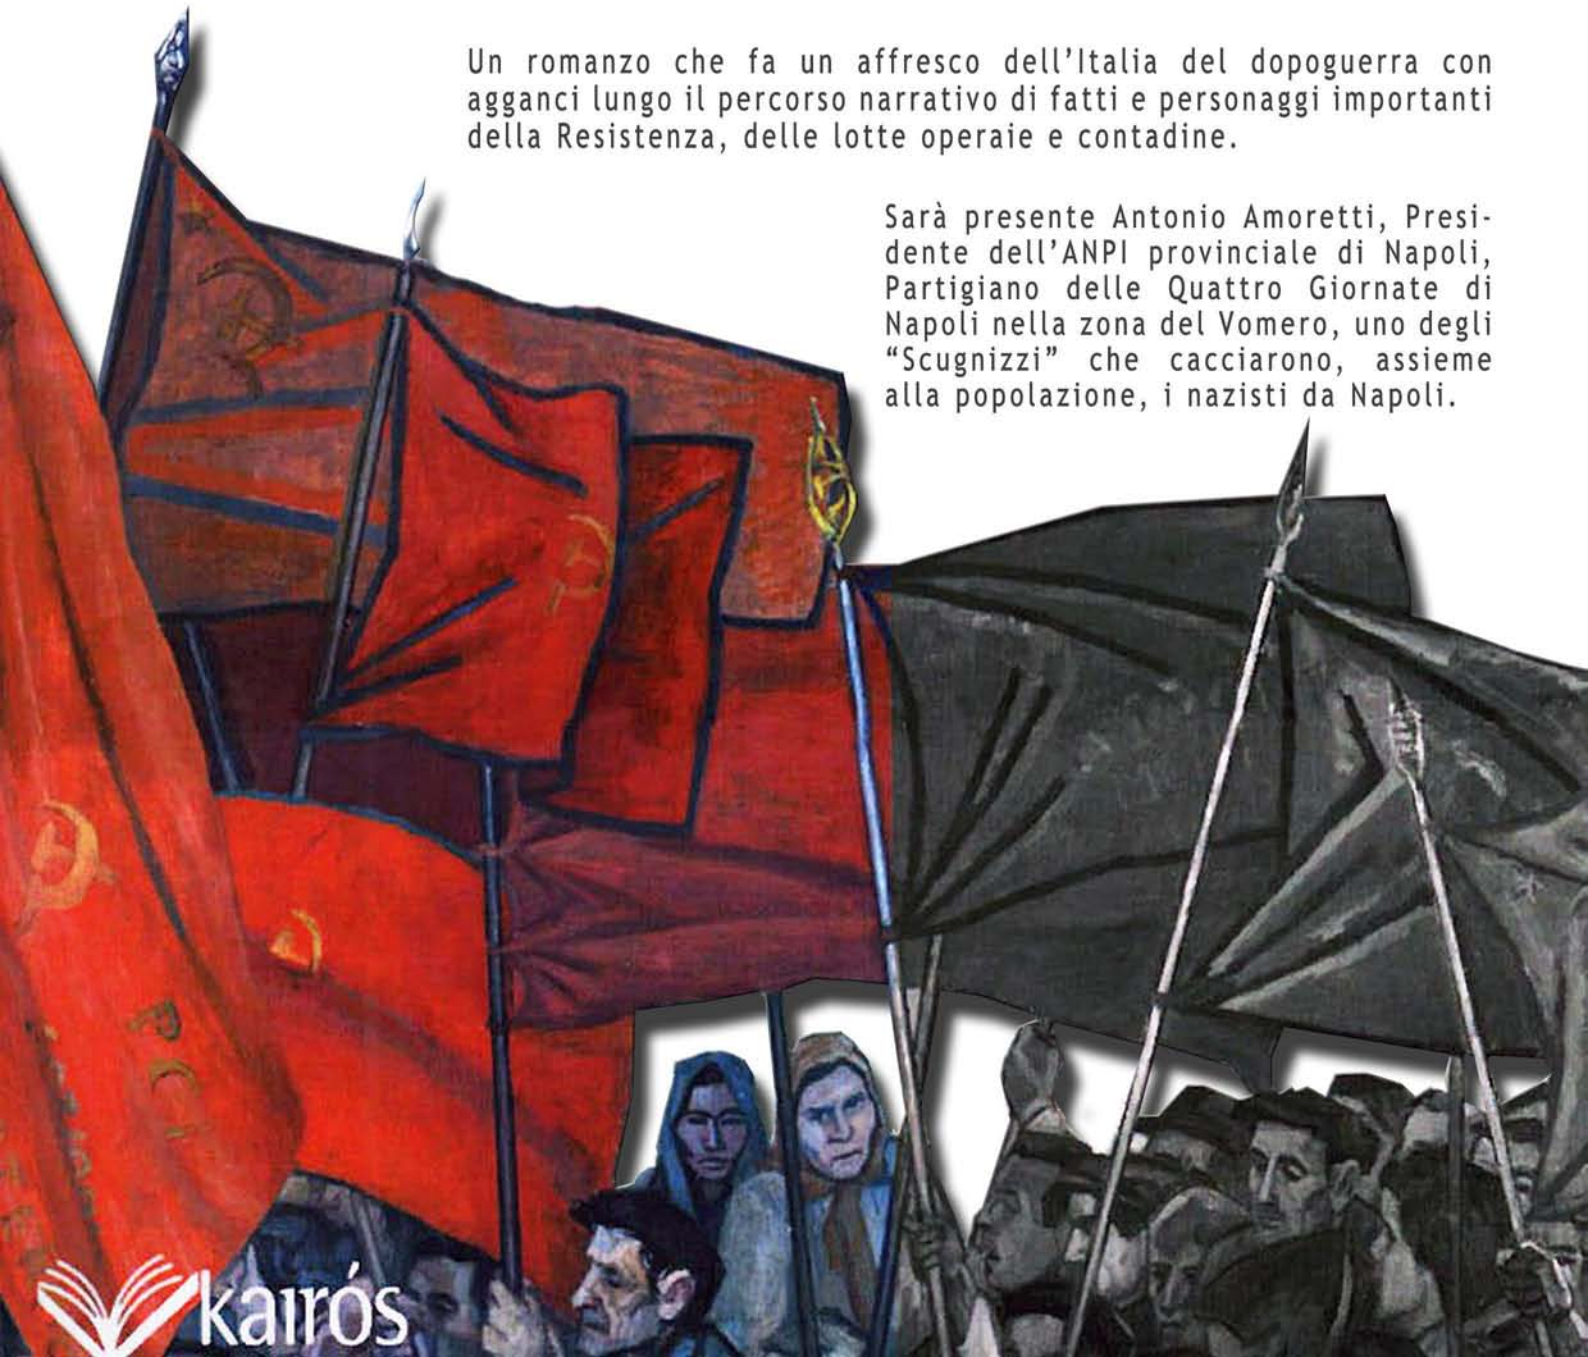 Un romanzo che fa un affresco dell’Italia del dopoguerra con
agganci lungo il percorso narrativo di fatti e personaggi importanti
della Resistenza, delle lotte operaie e contadine.
Sarà presente Antonio Amoretti, Presi-
dente dell’ANPI provinciale di Napoli,
Partigiano delle Quattro Giornate di
Napoli nella zona del Vomero, uno degli
“Scugnizzi” che cacciarono, assieme
alla popolazione, i nazisti da Napoli.
PCI
kairós